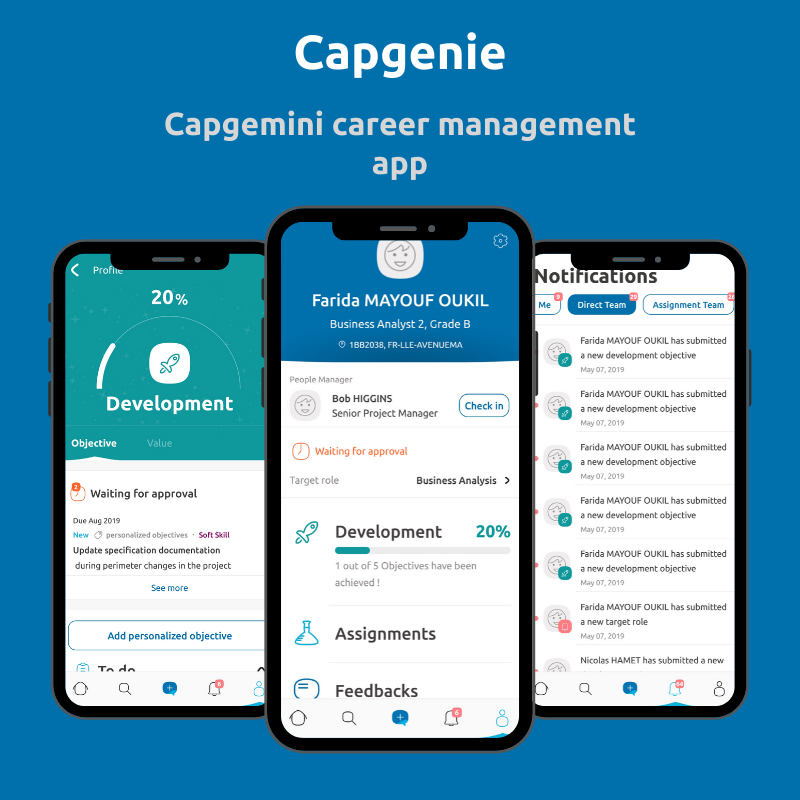 Capgenie
Capgemini career management
app
Profile
20%
Development
Objective
Value
2
Waiting for approval
Due Aug 2019
New
personalized objectives
·
Soft Skill
Update specification documentation
during perimeter changes in the project
See more
Add personalized objective
To do
6
Farida MAYOUF OUKIL
Business Analyst 2, Grade B
1BB2038, FR-LLE-AVENUEMA
People Manager
Bob HIGGINS
Senior Project Manager
Check in
Waiting for approval
Target role
Business Analysis
Development
20%
1 out of 5 Objectives have been
achieved !
Assignments
Feedbacks
6
Notifications
Me
9
Direct Team
29
Assignment Team
Farida MAYOUF OUKIL has submitted
a new development objective
May 07, 2019
Farida MAYOUF OUKIL has submitted
a new development objective
May 07, 2019
Farida MAYOUF OUKIL has submitted
a new development objective
May 07, 2019
Farida MAYOUF OUKIL has submitted
a new development objective
May 07, 2019
Farida MAYOUF OUKIL has submitted
a new development objective
May 07, 2019
Farida MAYOUF OUKIL has submitted
a new target role
May 07, 2019
Nicolas HAMET has submitted a new